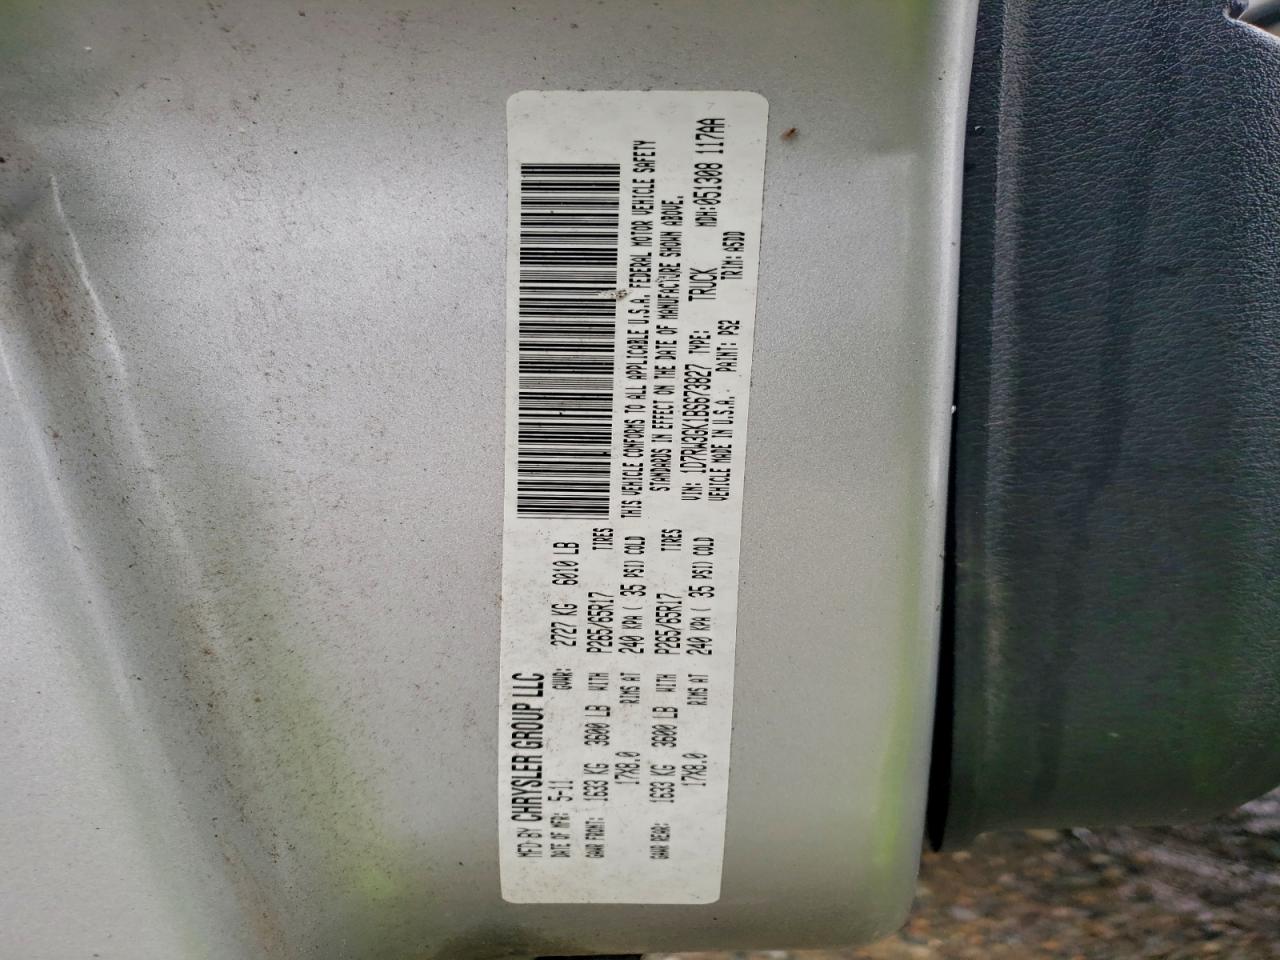 MFD BY CHRYSLER GROUP LLC
DATE OF MFR: 5-11 GVWR: 2727 KG 6010 LB
GAWR FRONT: 1633 KG 3600 LB WITH P265/65R17 TIRES
17X8.0 RIMS AT 240 KPA ( 35 PSI) COLD
GAWR REAR: 1633 KG 3600 LB WITH P265/65R17 TIRES
17X8.0 RIMS AT 240 KPA ( 35 PSI) COLD
THIS VEHICLE CONFORMS TO ALL APPLICABLE U.S.A. FEDERAL MOTOR VEHICLE SAFETY
STANDARDS IN EFFECT ON THE DATE OF MANUFACTURE SHOWN ABOVE.
VIN: 1D7RW3GK1BS673827 TYPE: TRUCK MDH:051308 117AA
VEHICLE MADE IN U.S.A. PAINT: PS2 TRIM: A5DD